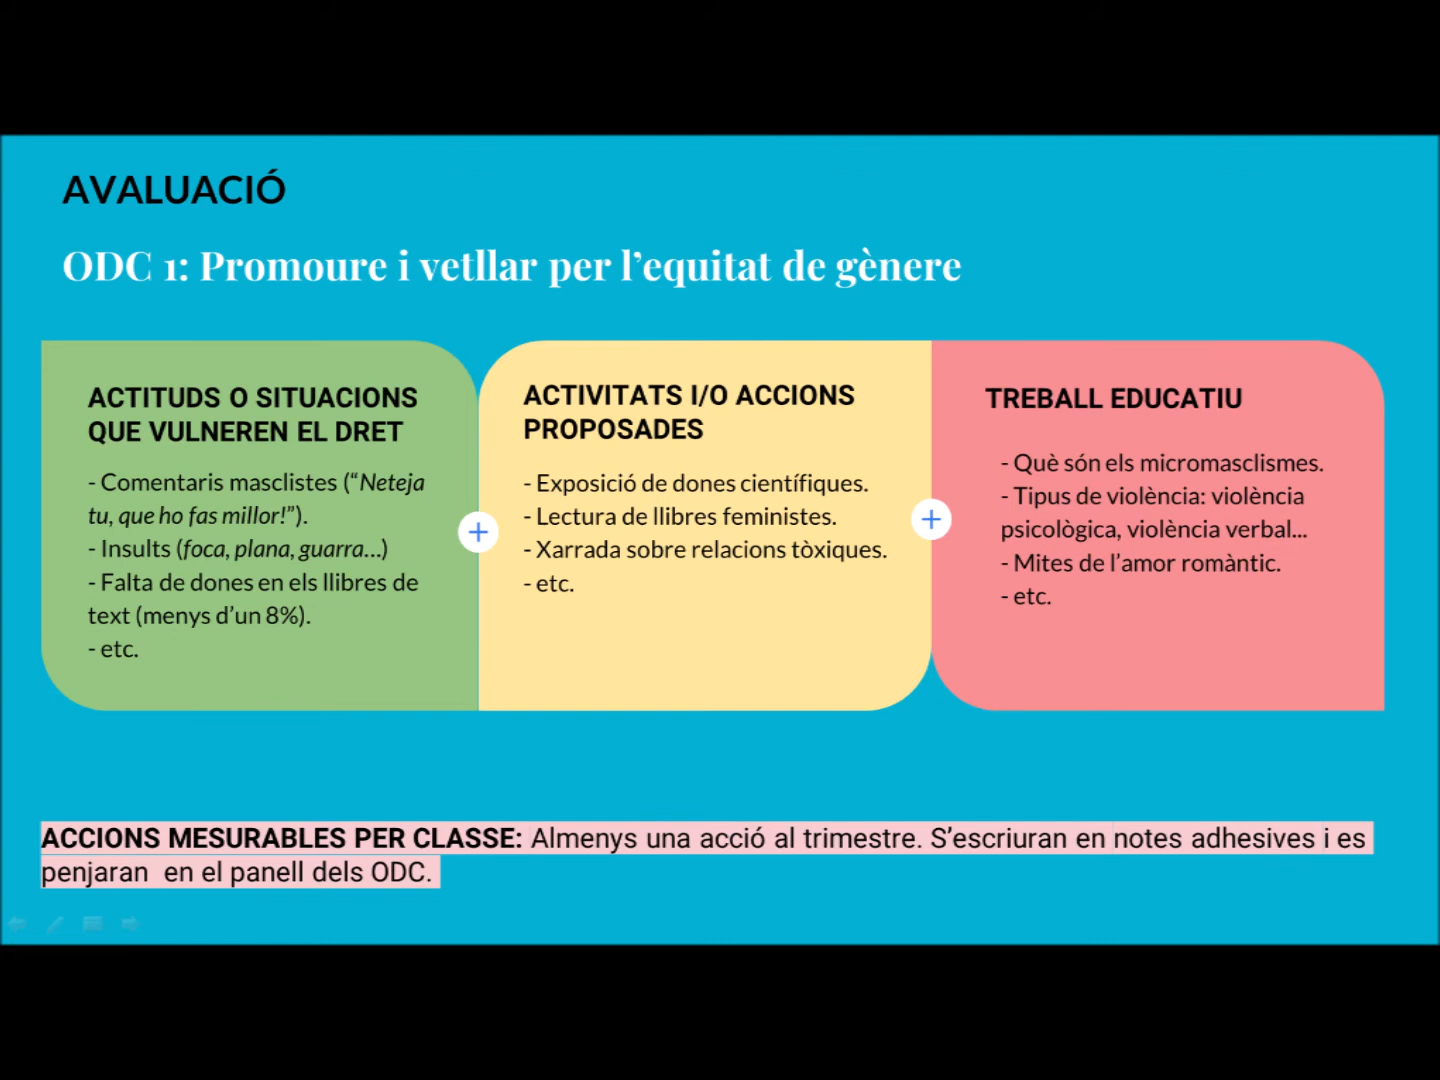 AVALUACIÓ
ODC 1: Promoure i vetllar per l’equitat de gènere
ACTITUDS O SITUACIONS
QUE VULNEREN EL DRET
- Comentaris masclistes (“Neteja
tu, que ho fas millor!”).
- Insults (foca, plana, guarra...)
- Falta de dones en els llibres de
text (menys d’un 8%).
- etc.
ACTIVITATS I/O ACCIONS
PROPOSADES
- Exposició de dones científiques.
- Lectura de llibres feministes.
- Xarrada sobre relacions tòxiques.
- etc.
TREBALL EDUCATIU
- Què són els micromasclismes.
- Tipus de violència: violència
psicològica, violència verbal...
- Mites de l’amor romàntic.
- etc.
ACCIONS MESURABLES PER CLASSE: Almenys una acció al trimestre. S’escriuran en notes adhesives i es
penjaran en el panell dels ODC.